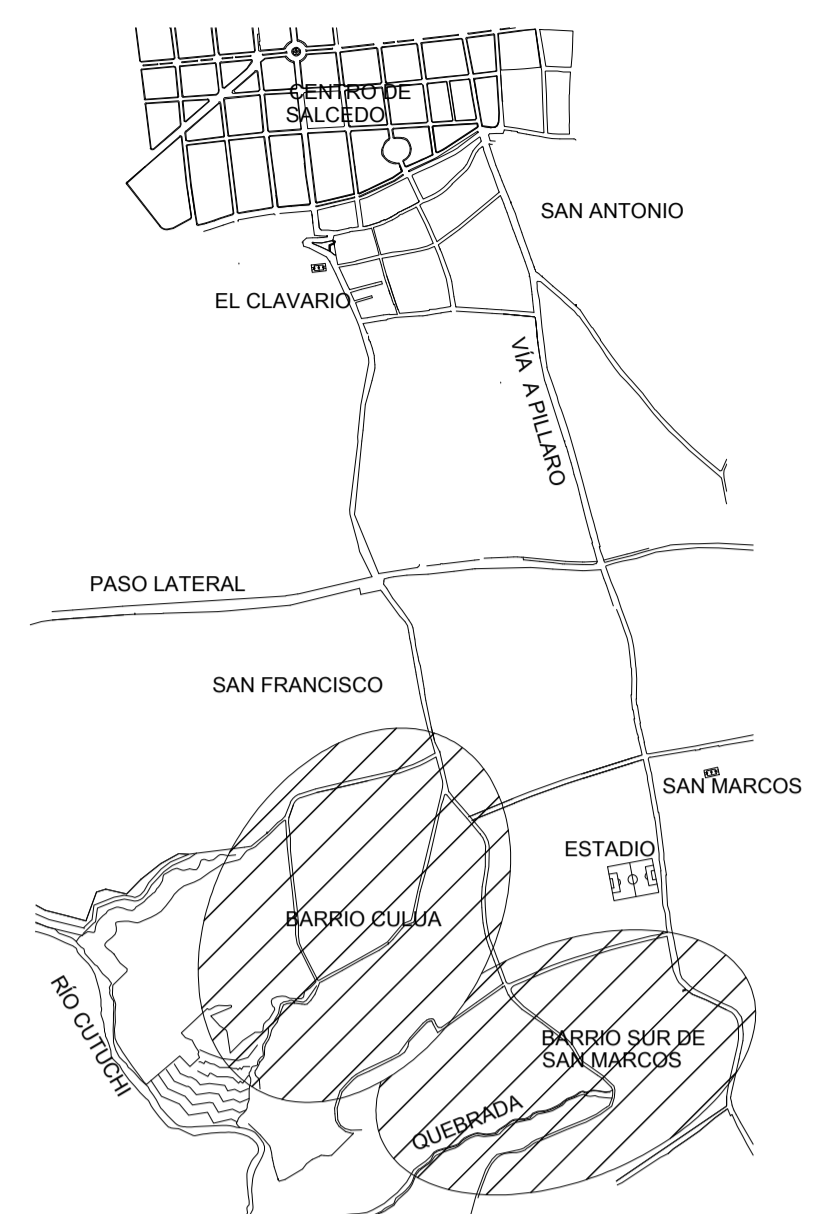 CENTRO DE
SALCEDO
SAN ANTONIO
EL CLAVARIO
VÍA A PILLARO
PASO LATERAL
SAN FRANCISCO
SAN MARCOS
ESTADIO
BARRIO CULUA
RÍO CUTUCHI
BARRIO SUR DE
SAN MARCOS
QUEBRADA